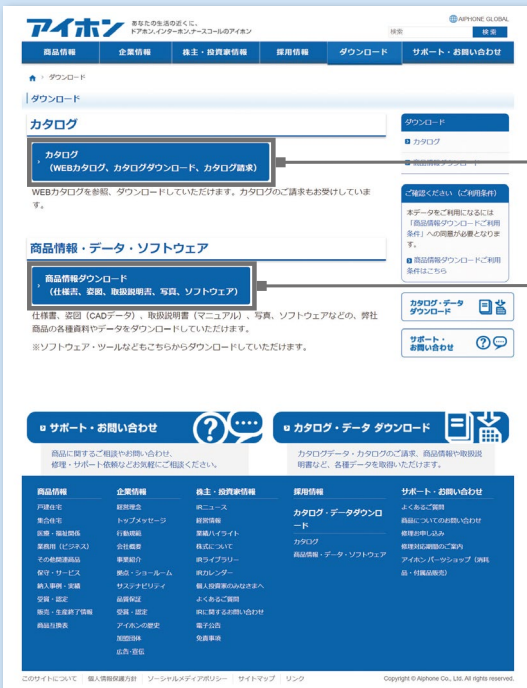 アイホン
あなたの生活の近くに、
ドアホン、インターホン、ナースコールのアイホン
AIPHONE GLOBAL
検索
検索
商品情報
企業情報
株主・投資家情報
採用情報
ダウンロード
サポート・お問い合わせ
ダウンロード
ダウンロード
カタログ
カタログ
(WEBカタログ、カタログダウンロード、カタログ請求)
WEBカタログを参照、ダウンロードしていただけます。カタログのご請求もお受けしていま
す。
商品情報・データ・ソフトウェア
商品情報ダウンロード
(仕様書、姿図、取扱説明書、写真、ソフトウェア)
仕様書、姿図(CADデータ)、取扱説明書(マニュアル)、写真、ソフトウェアなどの、弊社
商品の各種資料やデータをダウンロードしていただけます。
※ソフトウェア・ツールなどもこちらからダウンロードしていただけます。
ダウンロード
カタログ
商品情報ダウンロード
ご確認ください(ご利用条件)
本データをご利用になるには
「商品情報ダウンロードご利用
条件」への同意が必要となりま
す。
商品情報ダウンロードご利用
条件はこちら
カタログ・データ
ダウンロード
サポート・
お問い合わせ
サポート・お問い合わせ
商品に関するご相談やお問い合わせ、
修理・サポート依頼などお気軽にご相談ください。
カタログ・データ ダウンロード
カタログデータ・カタログのご請求、商品情報や取扱説
明書など、各種データを取得いただけます。
商品情報
戸建住宅
集合住宅
医療・福祉関係
業務用(ビジネス)
その他関連商品
保守・サービス
納入事例・実績
受賞・認定
販売・生産終了情報
商品互換表
企業情報
経営理念
トップメッセージ
行動規範
会社概要
事業紹介
拠点・ショールーム
サステナビリティ
品質保証
受賞・認定
アイホンの歴史
加盟団体
広告・宣伝
株主・投資家情報
IRニュース
経営情報
業績ハイライト
株式について
IRライブラリー
IRカレンダー
個人投資家のみなさまへ
よくあるご質問
IRに関するお問い合わせ
電子公告
免責事項
採用情報
カタログ・データダウンロ
ード
カタログ
商品情報・データ・ソフトウェア
サポート・お問い合わせ
よくあるご質問
商品についてのお問い合わせ
修理お申し込み
修理対応期間のご案内
アイホン パーツショップ(消耗
品・付属品販売)
このサイトについて
個人情報保護方針
ソーシャルメディアポリシー
サイトマップ
リンク
Copyright © Aiphone Co., Ltd. All rights reserved.